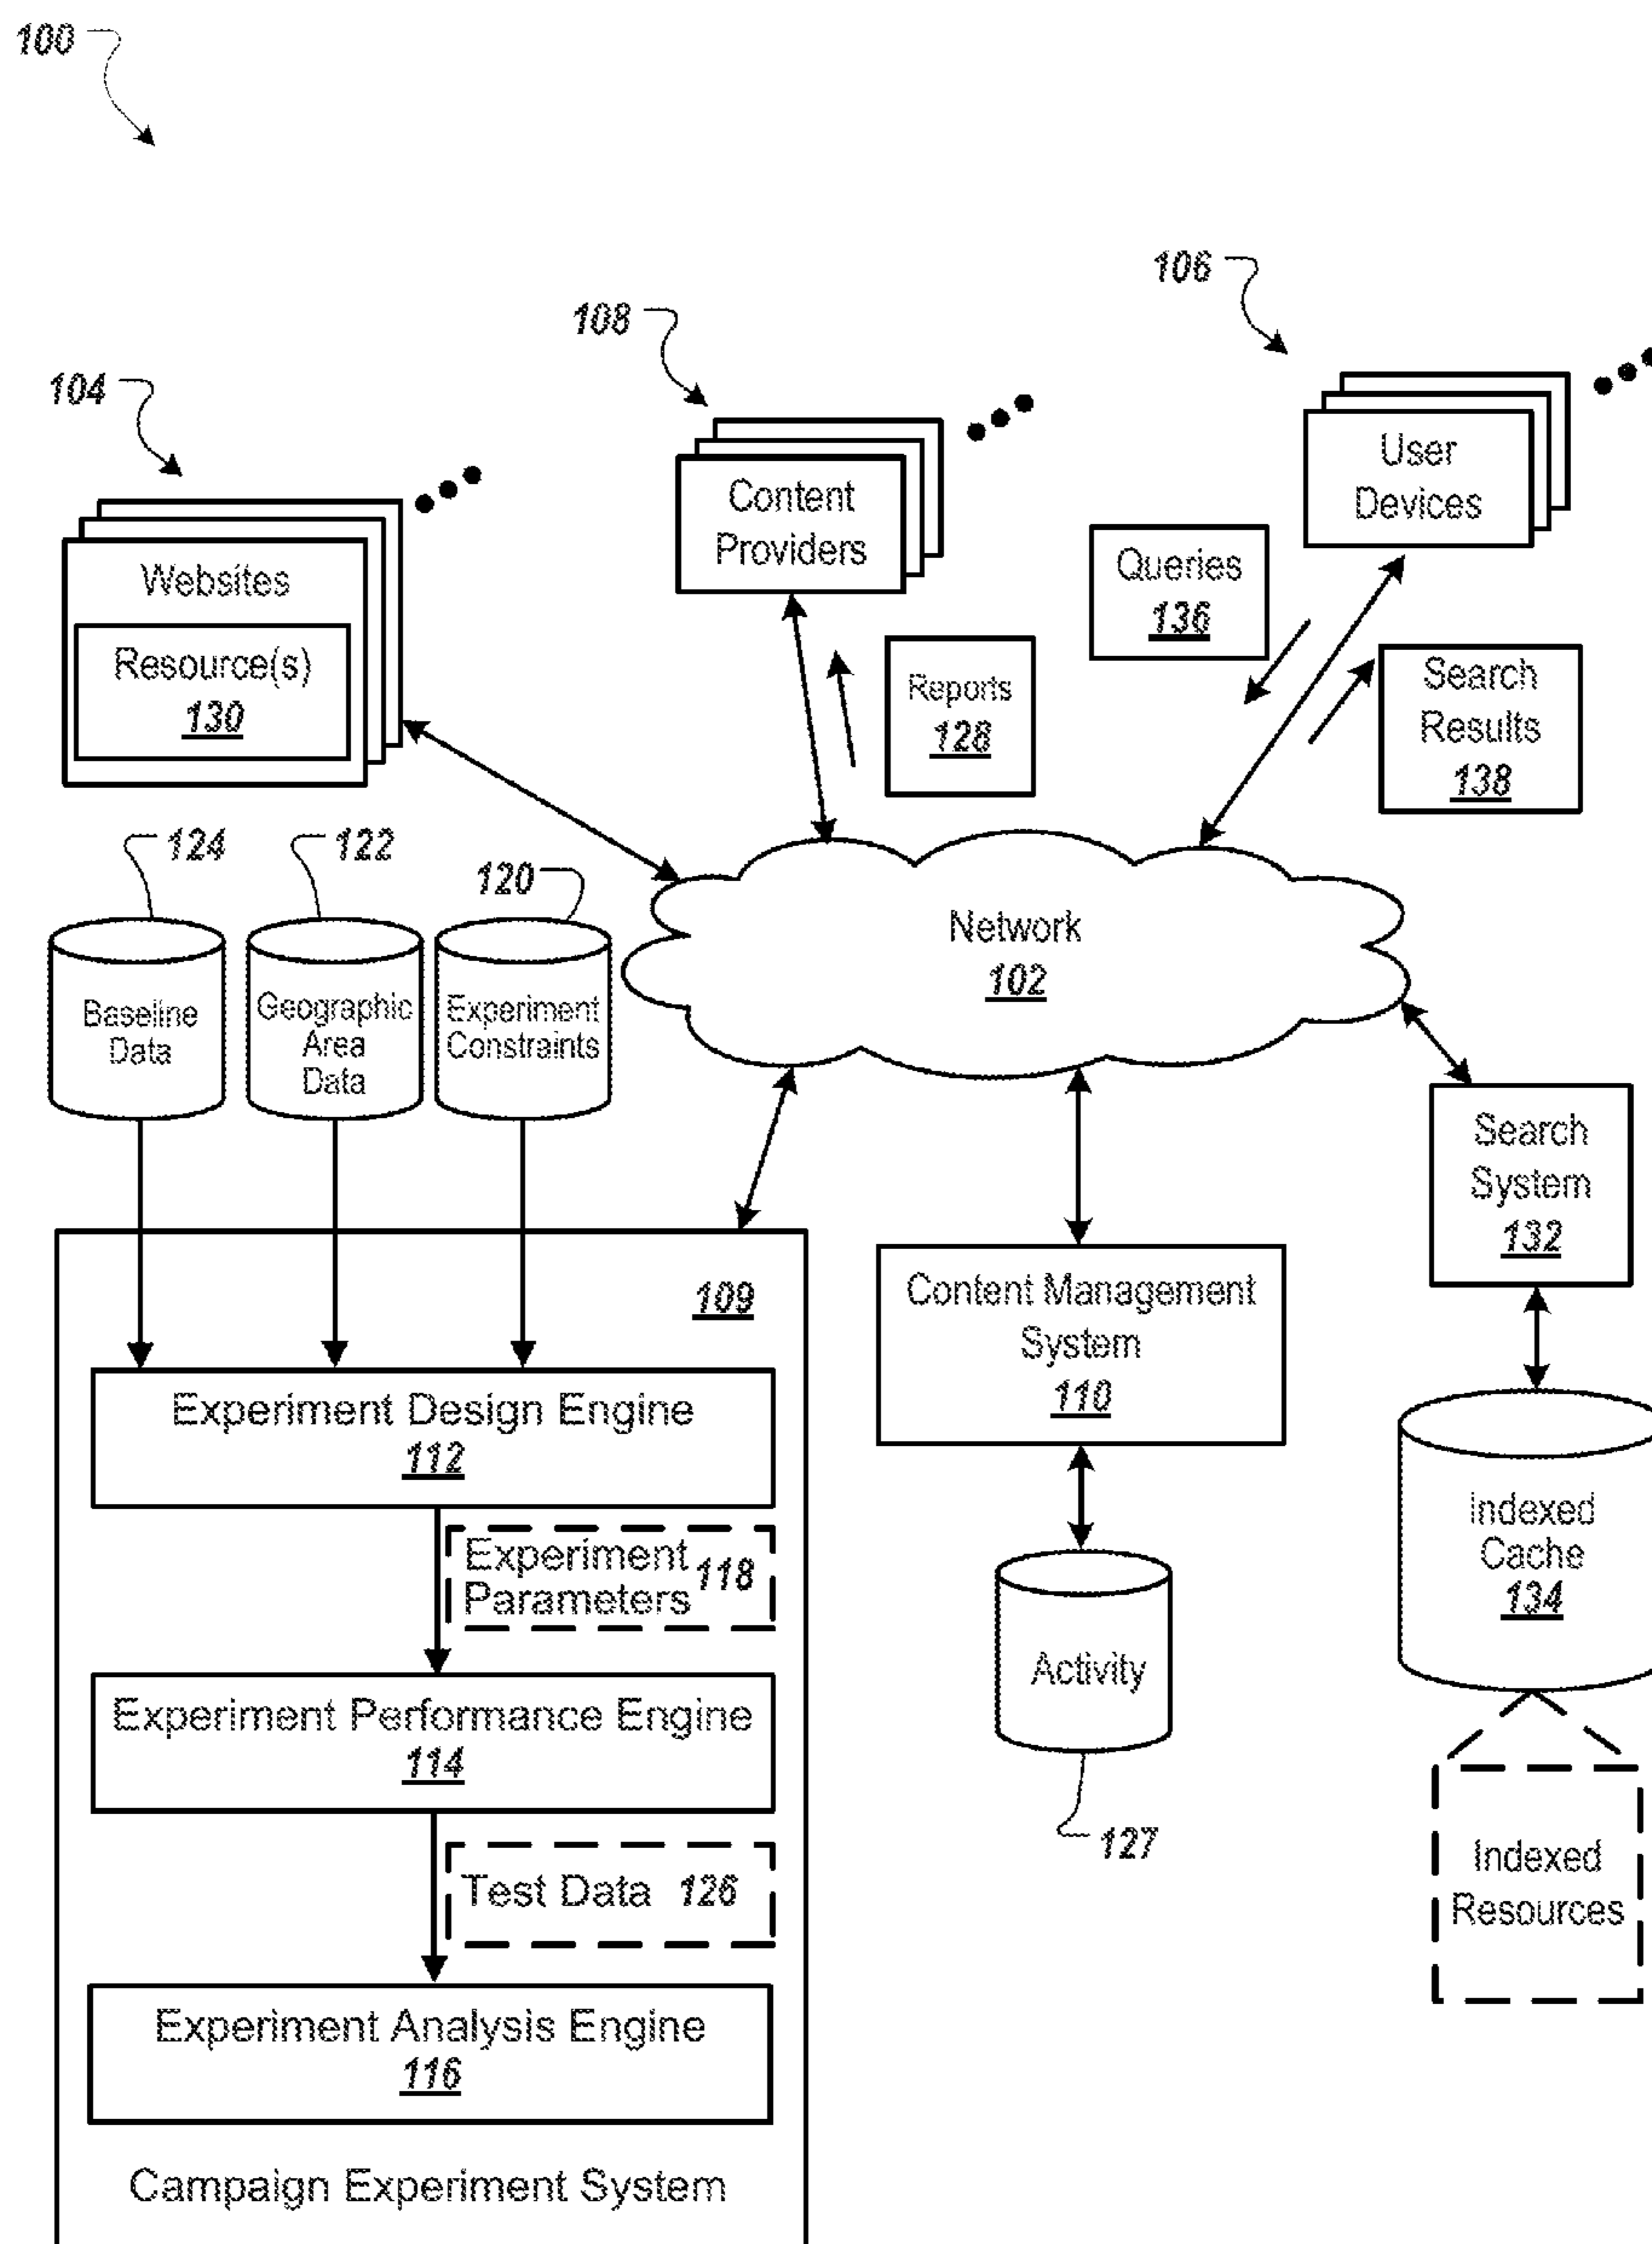 100
106
108
104
User
Devices
Content
Providers
Queries
136
Websites
Resource(s)
130
Reports
128
Search
Results
138
124
122
120
Network
102
Baseline
Data
Geographic
Area
Data
Experiment
Constraints
Search
System
132
109
Content Management
System
110
Experiment Design Engine
112
Indexed
Cache
134
Experiment
Parameters 118
Activity
Experiment Performance Engine
114
127
Test Data 126
Indexed
Resources
Experiment Analysis Engine
116
Campaign Experiment System